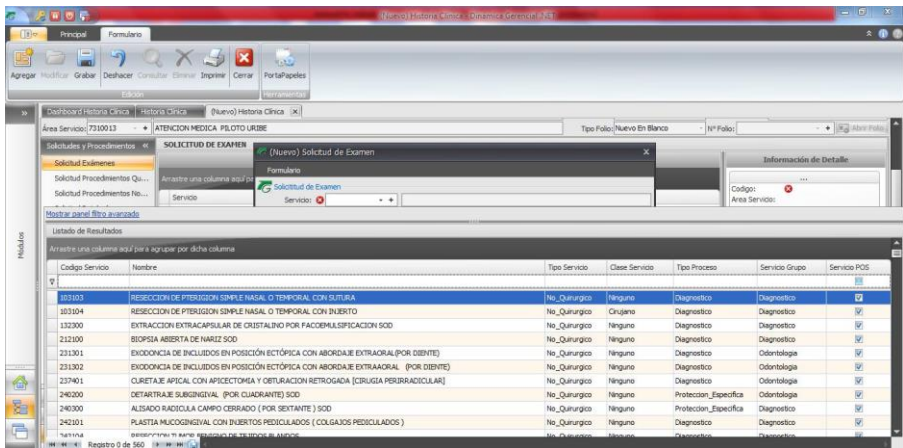 (Nuevo) Historia Clínica - Dinamica Gerencial .NET
Principal Formulario
Agregar Modificar Grabar Deshacer Consultar Eliminar Imprimir Cerrar PortaPapeles
Edición Herramientas
Dashboard Historia Clínica Historia Clínica (Nuevo) Historia Clínica
Área Servicio: 7310013 ATENCION MEDICA PILOTO URIBE Tipo Folio: Nuevo En Blanco Nº Folio: Abrir Folio
Solicitudes y Procedimientos SOLICITUD DE EXAMEN (Nuevo) Solicitud de Examen
Información de Detalle
Solicitud Exámenes Formulario
Solicitud Procedimientos Qu... Arrastre una columna aquí pa Solicitud de Examen Codigo:
Solicitud Procedimientos No... Servicio Servicio: Area Servicio:
Mostrar panel filtro avanzado
Módulos
Listado de Resultados
Arrastre una columna aquí para agrupar por dicha columna
Codigo Servicio Nombre Tipo Servicio Clase Servicio Tipo Proceso Servicio Grupo Servicio POS
103103 RESECCION DE PTERIGION SIMPLE NASAL O TEMPORAL CON SUTURA No_Quirurgico Ninguno Diagnostico Diagnostico
103104 RESECCION DE PTERIGION SIMPLE NASAL O TEMPORAL CON INJERTO No_Quirurgico Cirujano Diagnostico Diagnostico
132300 EXTRACCION EXTRACAPSULAR DE CRISTALINO POR FACOEMULSIFICACION SOD No_Quirurgico Ninguno Diagnostico Diagnostico
212100 BIOPSIA ABIERTA DE NARIZ SOD No_Quirurgico Ninguno Diagnostico Diagnostico
231301 EXODONCIA DE INCLUIDOS EN POSICIÓN ECTÓPICA CON ABORDAJE EXTRAORAL(POR DIENTE) No_Quirurgico Ninguno Diagnostico Odontologia
231302 EXODONCIA DE INCLUIDOS EN POSICIÓN ECTÓPICA CON ABORDAJE EXTRAORAL (POR DIENTE) No_Quirurgico Ninguno Diagnostico Odontologia
237401 CURETAJE APICAL CON APICECTOMIA Y OBTURACION RETROGADA [CIRUGIA PERIRRADICULAR] No_Quirurgico Ninguno Diagnostico Odontologia
240200 DETARTRAJE SUBGINGIVAL (POR CUADRANTE) SOD No_Quirurgico Ninguno Proteccion_Especifica Odontologia
240300 ALISADO RADICULA CAMPO CERRADO ( POR SEXTANTE ) SOD No_Quirurgico Ninguno Proteccion_Especifica Odontologia
242101 PLASTIA MUCOGINGIVAL CON INJERTOS PEDICULADOS ( COLGAJOS PEDICULADOS ) No_Quirurgico Ninguno Diagnostico Odontologia
Registro 0 de 560